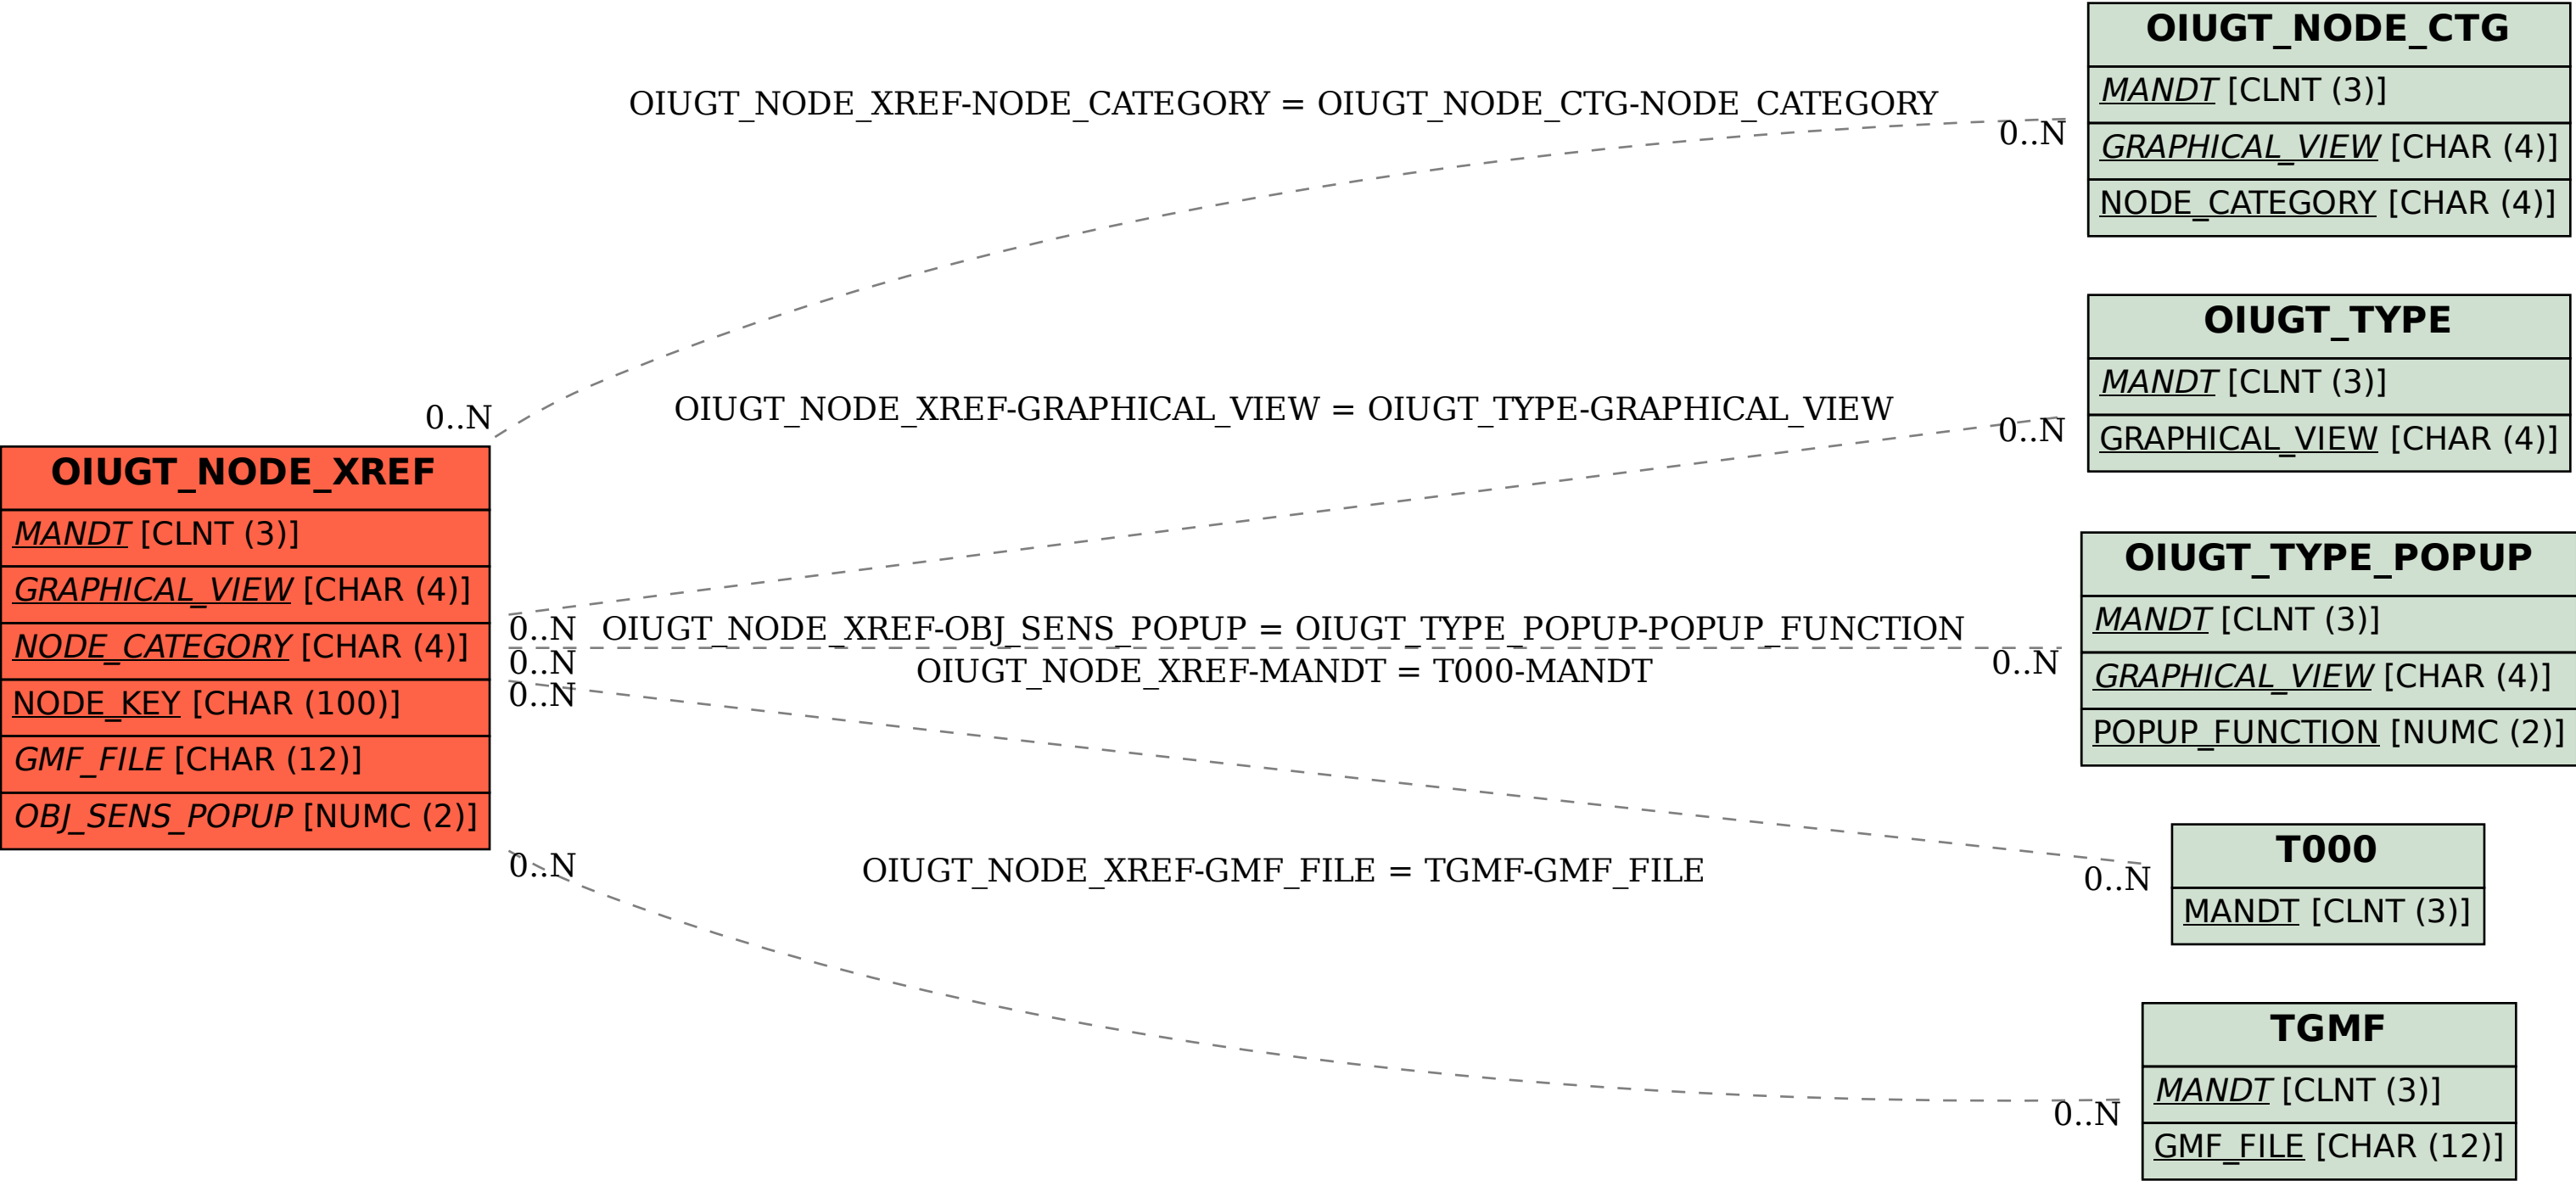 OIUGT_NODE_XREF
MANDT [CLNT (3)]
GRAPHICAL_VIEW [CHAR (4)]
NODE_CATEGORY [CHAR (4)]
NODE_KEY [CHAR (100)]
GMF_FILE [CHAR (12)]
OBJ_SENS_POPUP [NUMC (2)]
OIUGT_NODE_XREF-NODE_CATEGORY = OIUGT_NODE_CTG-NODE_CATEGORY
0..N
0..N
OIUGT_NODE_XREF-GRAPHICAL_VIEW = OIUGT_TYPE-GRAPHICAL_VIEW
0..N
0..N
OIUGT_NODE_XREF-OBJ_SENS_POPUP = OIUGT_TYPE_POPUP-POPUP_FUNCTION
0..N
0..N
OIUGT_NODE_XREF-MANDT = T000-MANDT
0..N
0..N
OIUGT_NODE_XREF-GMF_FILE = TGMF-GMF_FILE
0..N
0..N
OIUGT_NODE_CTG
MANDT [CLNT (3)]
GRAPHICAL_VIEW [CHAR (4)]
NODE_CATEGORY [CHAR (4)]
OIUGT_TYPE
MANDT [CLNT (3)]
GRAPHICAL_VIEW [CHAR (4)]
OIUGT_TYPE_POPUP
MANDT [CLNT (3)]
GRAPHICAL_VIEW [CHAR (4)]
POPUP_FUNCTION [NUMC (2)]
T000
MANDT [CLNT (3)]
TGMF
MANDT [CLNT (3)]
GMF_FILE [CHAR (12)]